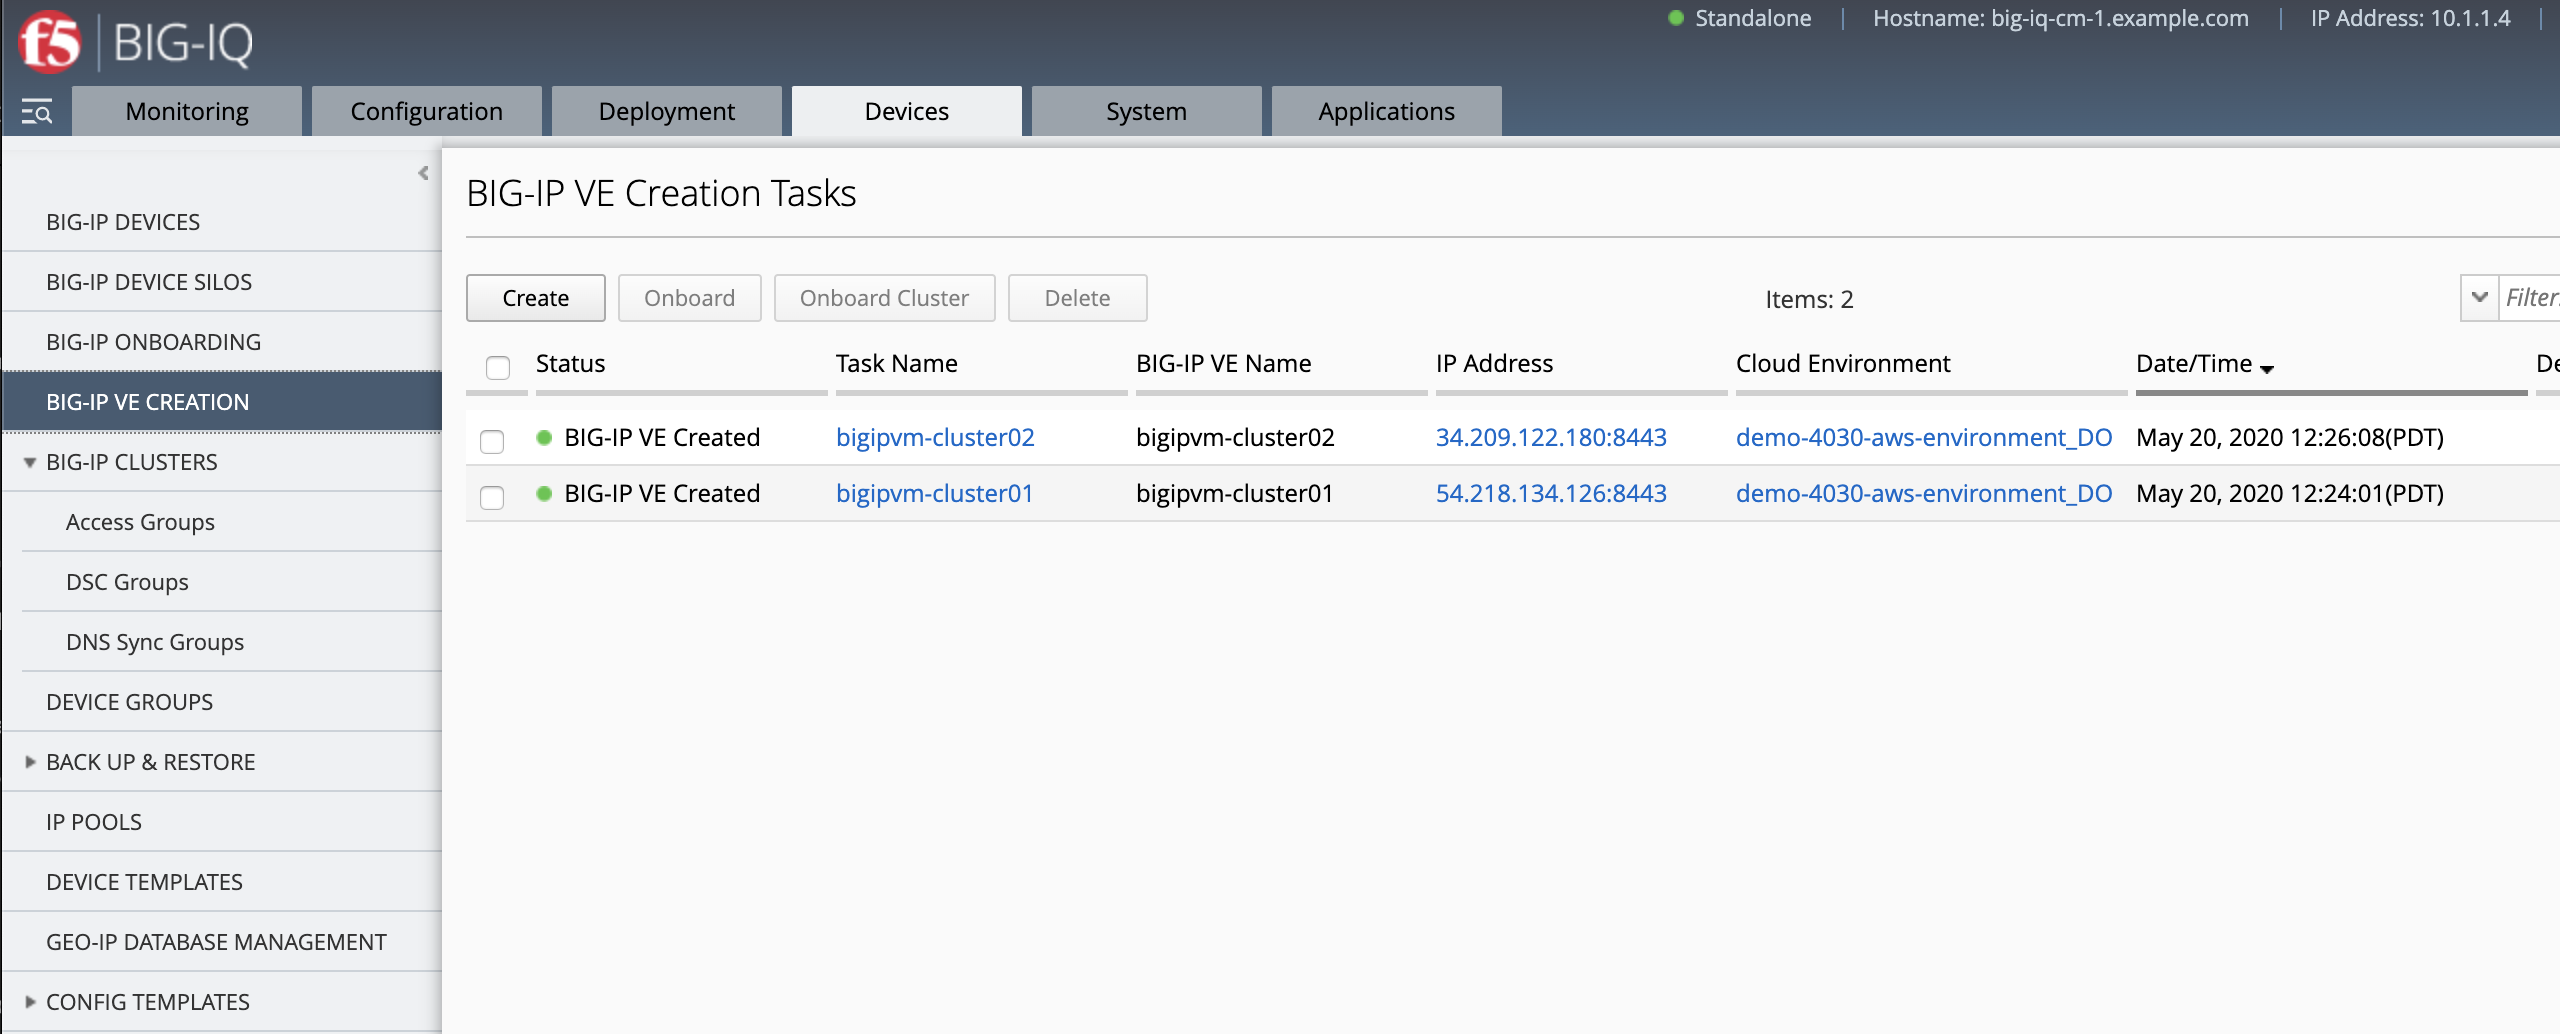 f5 BIG-IQ
Standalone
Hostname: big-iq-cm-1.example.com
IP Address: 10.1.1.4
Monitoring Configuration Deployment Devices System Applications
BIG-IP DEVICES
BIG-IP DEVICE SILOS
BIG-IP ONBOARDING
BIG-IP VE CREATION
BIG-IP CLUSTERS
Access Groups
DSC Groups
DNS Sync Groups
DEVICE GROUPS
BACK UP & RESTORE
IP POOLS
DEVICE TEMPLATES
GEO-IP DATABASE MANAGEMENT
CONFIG TEMPLATES
BIG-IP VE Creation Tasks
Create Onboard Onboard Cluster Delete Items: 2 Filter
Status Task Name BIG-IP VE Name IP Address Cloud Environment Date/Time
BIG-IP VE Created bigipvm-cluster02 bigipvm-cluster02 34.209.122.180:8443 demo-4030-aws-environment_DO May 20, 2020 12:26:08(PDT)
BIG-IP VE Created bigipvm-cluster01 bigipvm-cluster01 54.218.134.126:8443 demo-4030-aws-environment_DO May 20, 2020 12:24:01(PDT)